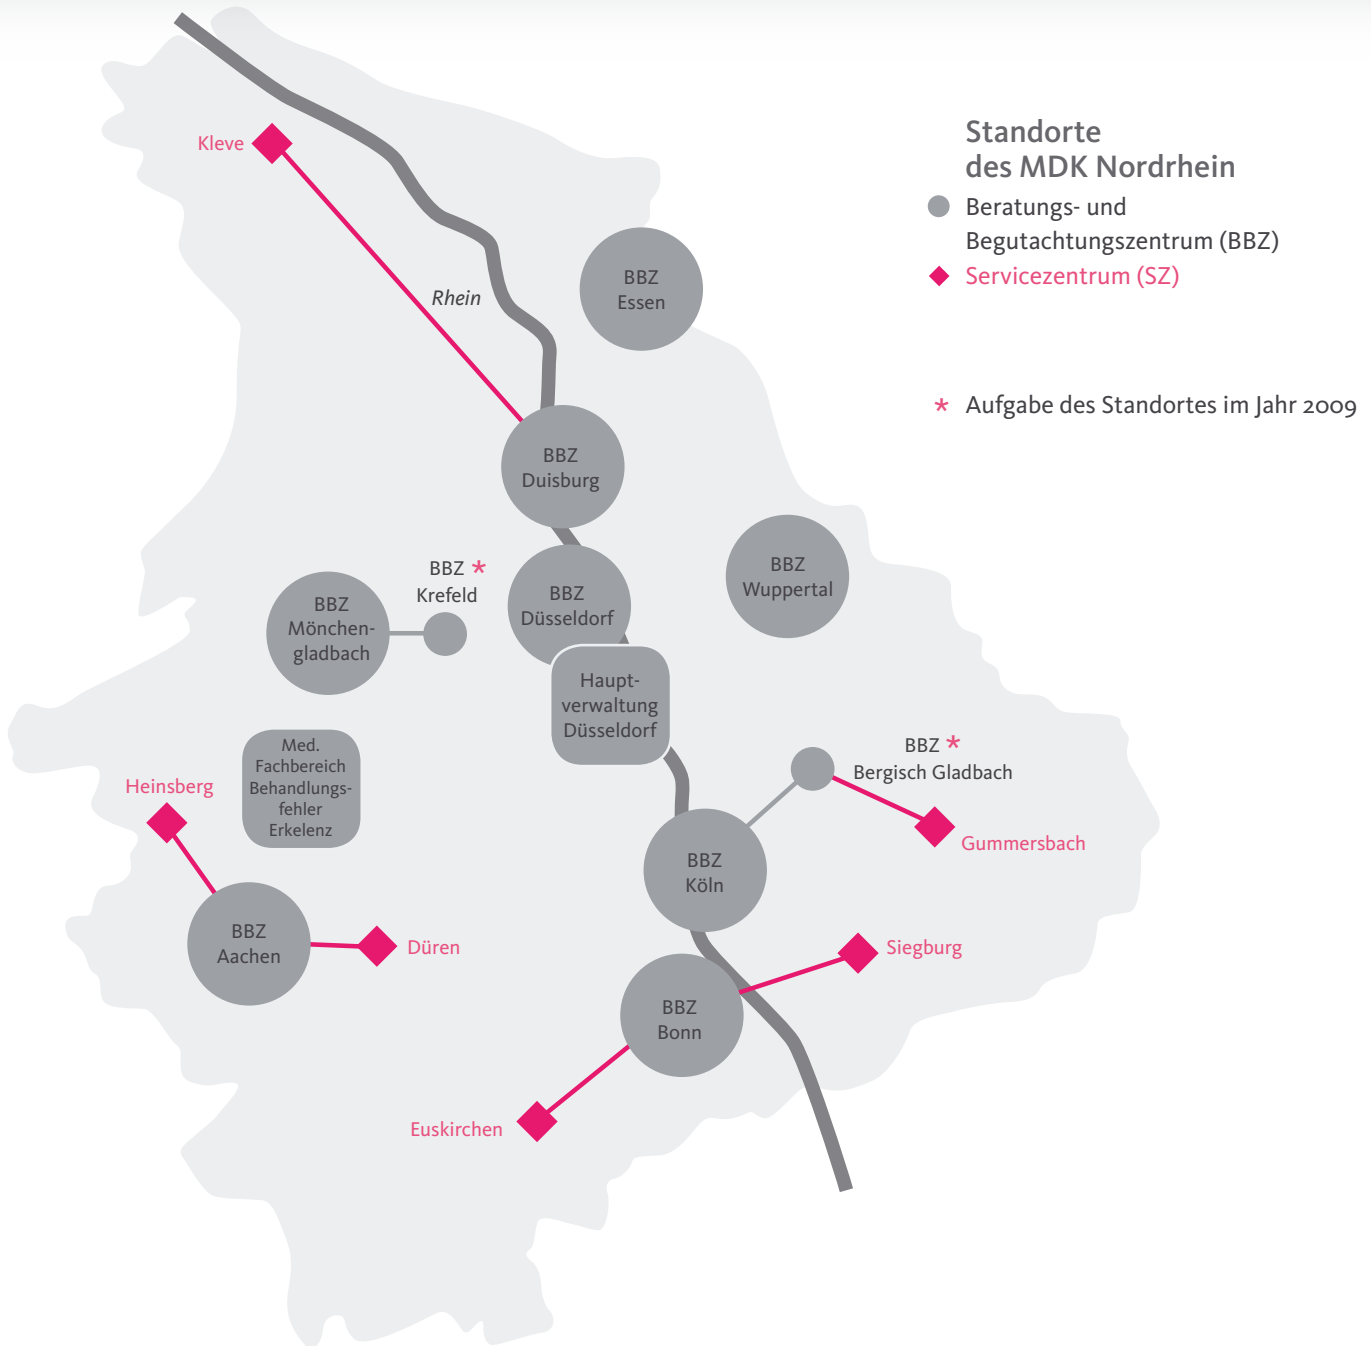 Standorte
des MDK Nordrhein
Beratungs- und
Begutachtungszentrum (BBZ)
Servicezentrum (SZ)
* Aufgabe des Standortes im Jahr 2009
Kleve
Rhein
BBZ
Essen
BBZ
Duisburg
BBZ
Wuppertal
BBZ *
Krefeld
BBZ
Düsseldorf
BBZ
Mönchen-
gladbach
Haupt-
verwaltung
Düsseldorf
Med.
Fachbereich
Behandlungs-
fehler
Erkelenz
BBZ *
Bergisch Gladbach
Heinsberg
Gummersbach
BBZ
Köln
BBZ
Aachen
Düren
Siegburg
BBZ
Bonn
Euskirchen